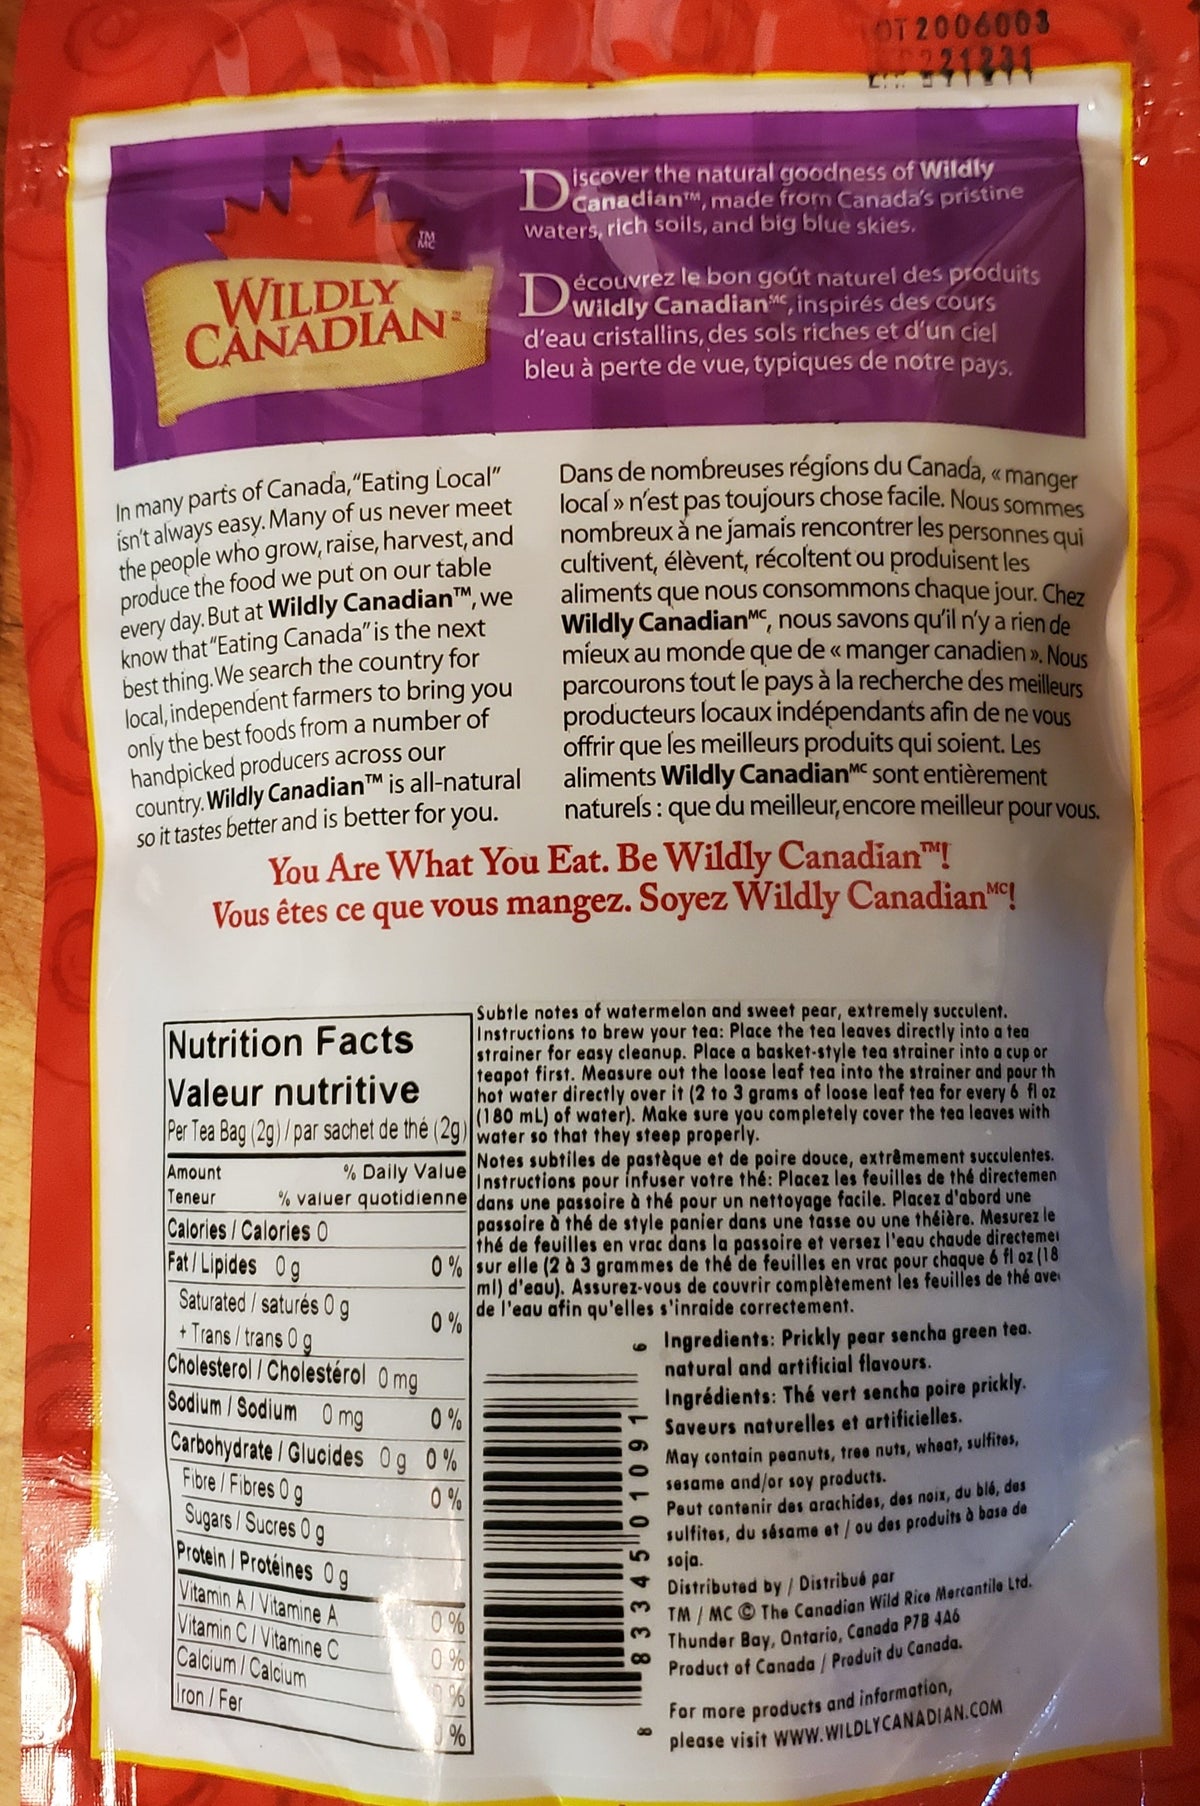 LOT 2006003
221231
TM
MC
WILDLY
CANADIAN
Discover the natural goodness of Wildly
Canadian™, made from Canada's pristine
waters, rich soils, and big blue skies.
Découvrez le bon goût naturel des produits
Wildly Canadian MC, inspirés des cours
d'eau cristallins, des sols riches et d'un ciel
bleu à perte de vue, typiques de notre pays.
In many parts of Canada, "Eating Local"
isn't always easy. Many of us never meet
the people who grow, raise, harvest, and
produce the food we put on our table
every day. But at Wildly Canadian™, we
know that "Eating Canada" is the next
best thing. We search the country for
local, independent farmers to bring you
only the best foods from a number of
handpicked producers across our
country. Wildly Canadian™ is all-natural
so it tastes better and is better for you.
Dans de nombreuses régions du Canada, « manger
local » n'est pas toujours chose facile. Nous sommes
nombreux à ne jamais rencontrer les personnes qui
cultivent, élèvent, récoltent ou produisent les
aliments que nous consommons chaque jour. Chez
Wildly Canadian MC, nous savons qu'il n'y a rien de
mieux au monde que de « manger canadien ». Nous
parcourons tout le pays à la recherche des meilleurs
producteurs locaux indépendants afin de ne vous
offrir que les meilleurs produits qui soient. Les
aliments Wildly Canadian MC sont entièrement
naturels : que du meilleur, encore meilleur pour vous.
You Are What You Eat. Be Wildly Canadian™!
Vous êtes ce que vous mangez. Soyez Wildly Canadian MC!
Nutrition Facts
Valeur nutritive
Per Tea Bag (2g) / par sachet de thé (2g)
Amount % Daily Value
Teneur % valuer quotidienne
Calories / Calories 0
Fat / Lipides 0 g 0 %
Saturated / saturés 0 g
+ Trans / trans 0 g 0 %
Cholesterol / Cholestérol 0 mg
Sodium / Sodium 0 mg 0 %
Carbohydrate / Glucides 0 g 0 %
Fibre / Fibres 0 g 0 %
Sugars / Sucres 0 g
Protein / Protéines 0 g
Vitamin A / Vitamine A 0 %
Vitamin C / Vitamine C 0 %
Calcium / Calcium 0 %
Iron / Fer %
Subtle notes of watermelon and sweet pear, extremely succulent.
Instructions to brew your tea: Place the tea leaves directly into a tea
strainer for easy cleanup. Place a basket-style tea strainer into a cup or
teapot first. Measure out the loose leaf tea into the strainer and pour th
hot water directly over it (2 to 3 grams of loose leaf tea for every 6 fl oz
(180 mL) of water). Make sure you completely cover the tea leaves with
water so that they steep properly.
Notes subtiles de pastèque et de poire douce, extrêmement succulentes.
Instructions pour infuser votre thé: Placez les feuilles de thé directemen
dans une passoire à thé pour un nettoyage facile. Placez d'abord une
passoire à thé de style panier dans une tasse ou une théière. Mesurez le
thé de feuilles en vrac dans la passoire et versez l'eau chaude directemen
sur elle (2 à 3 grammes de thé de feuilles en vrac pour chaque 6 fl oz (18
ml) d'eau). Assurez-vous de couvrir complètement les feuilles de thé avec
de l'eau afin qu'elles s'inraide correctement.
8 33450 1091 6
8
Ingredients: Prickly pear sencha green tea.
natural and artificial flavours.
Ingrédients: Thé vert sencha poire prickly.
Saveurs naturelles et artificielles.
May contain peanuts, tree nuts, wheat, sulfites,
sesame and/or soy products.
Peut contenir des arachides, des noix, du blé, des
sulfites, du sésame et / ou des produits à base de
soja.
Distributed by / Distribué par
TM / MC © The Canadian Wild Rice Mercantile Ltd.
Thunder Bay, Ontario, Canada P7B 4A6
Product of Canada / Produit du Canada.
For more products and information,
please visit WWW.WILDLYCANADIAN.COM